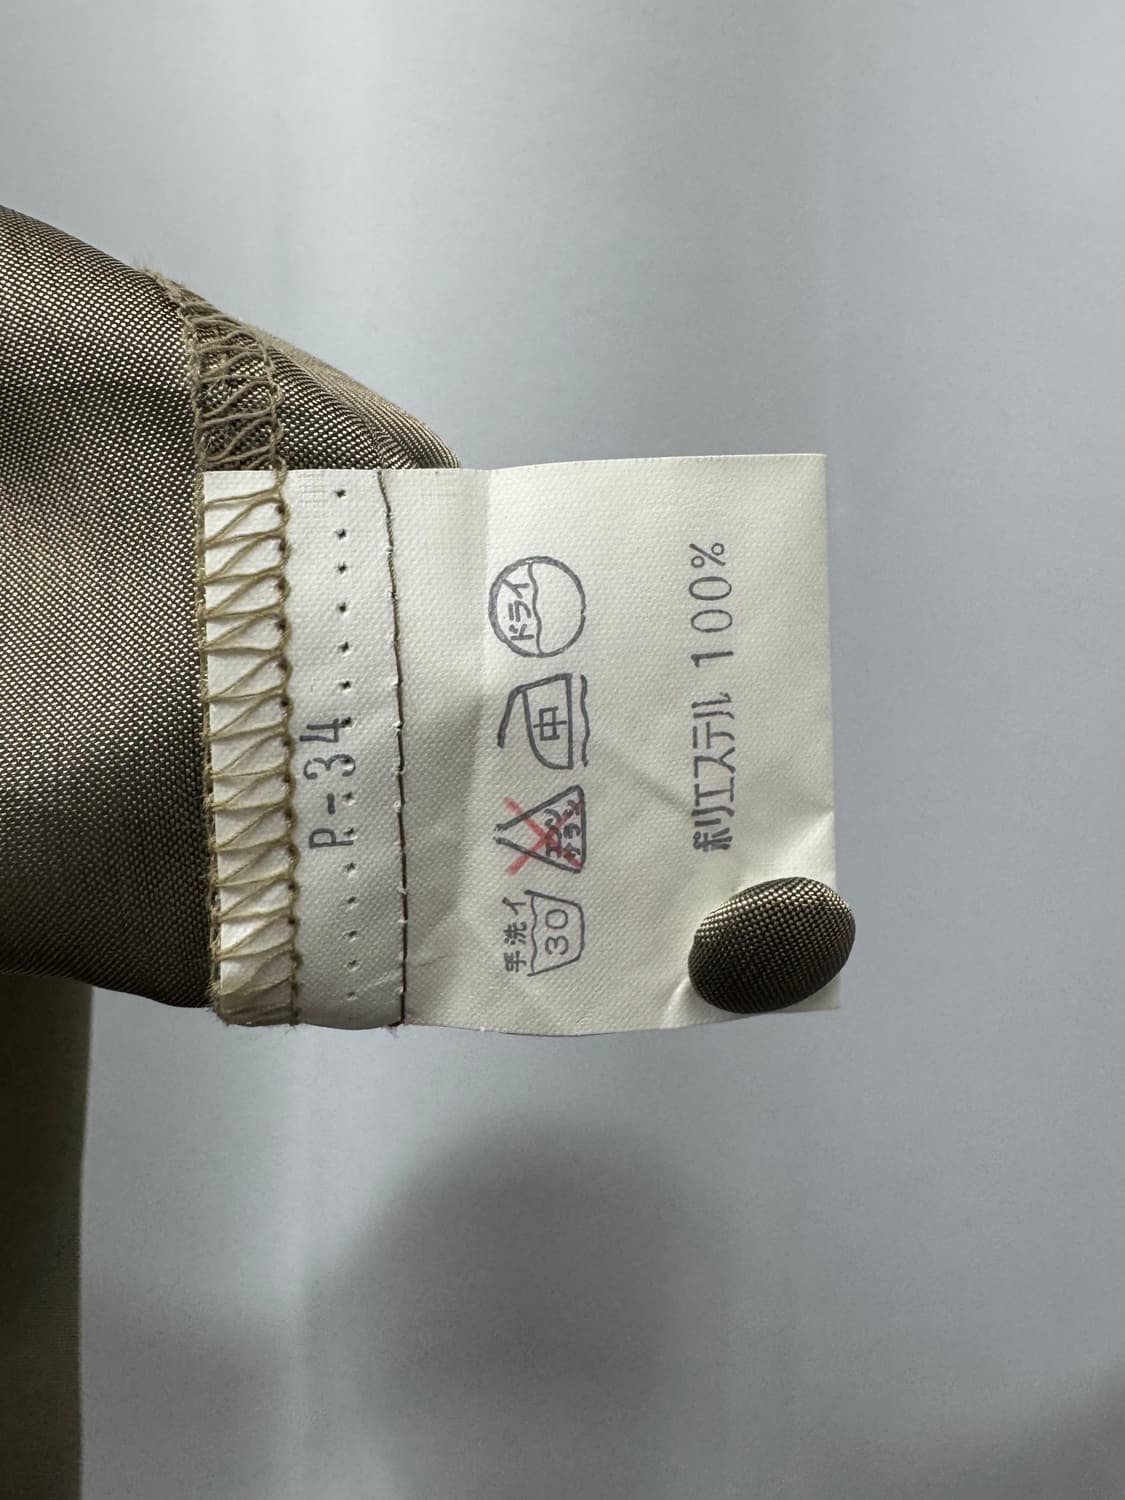 P-34
手洗イ 30
エンソ サラシ
中
ドライ
ポリエステル 100%